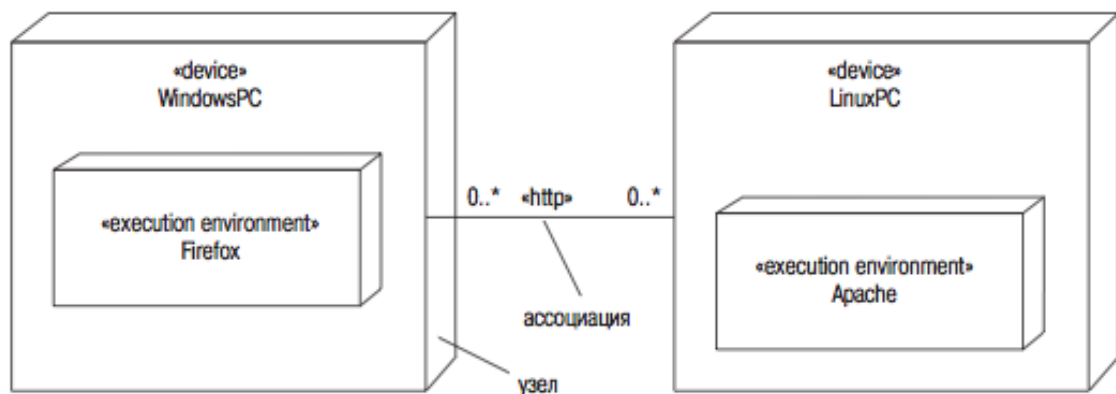 «device»
WindowsPC
«execution environment»
Firefox
0..* «http» 0..*
ассоциация
узел
«device»
LinuxPC
«execution environment»
Apache